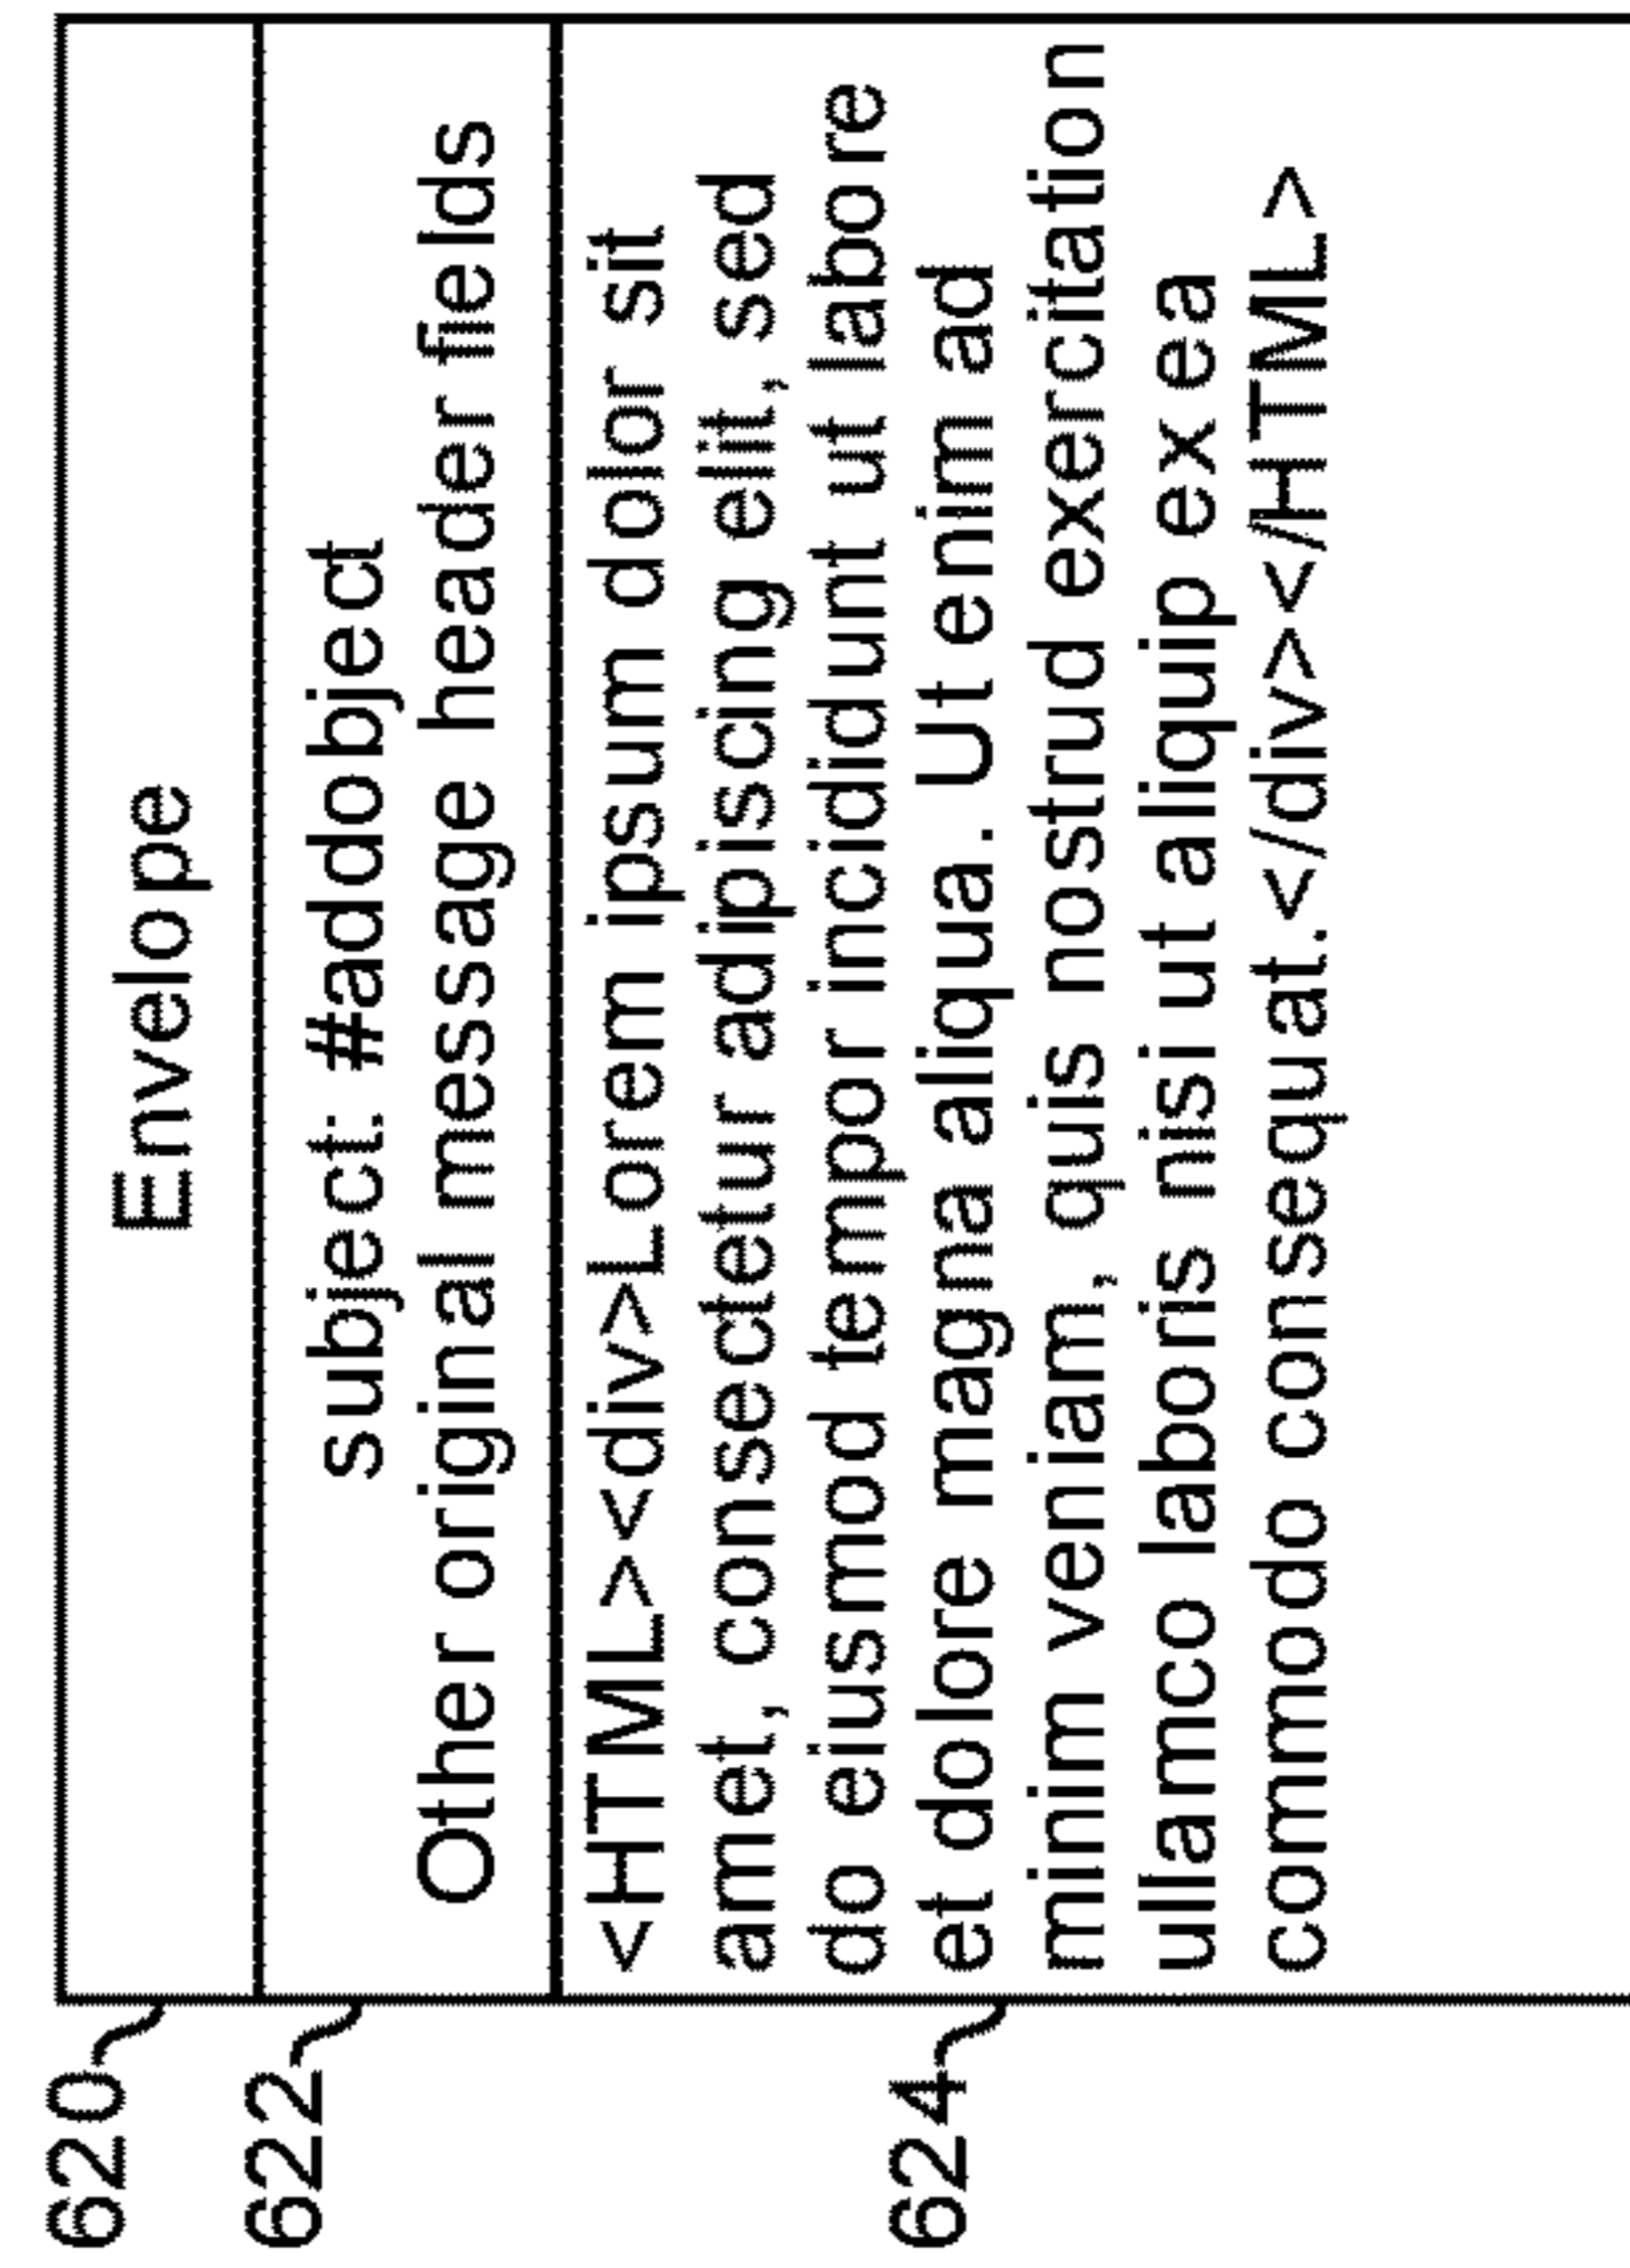 620
Envelope
622
subject: #addobject
Other original message header fields
624
<HTML><div>Lorem ipsum dolor sit
amet, consectetur adipiscing elit, sed
do eiusmod tempor incididunt ut labore
et dolore magna aliqua. Ut enim ad
minim veniam, quis nostrud exercitation
ullamco laboris nisi ut aliquip ex ea
commodo consequat.</div></HTML>